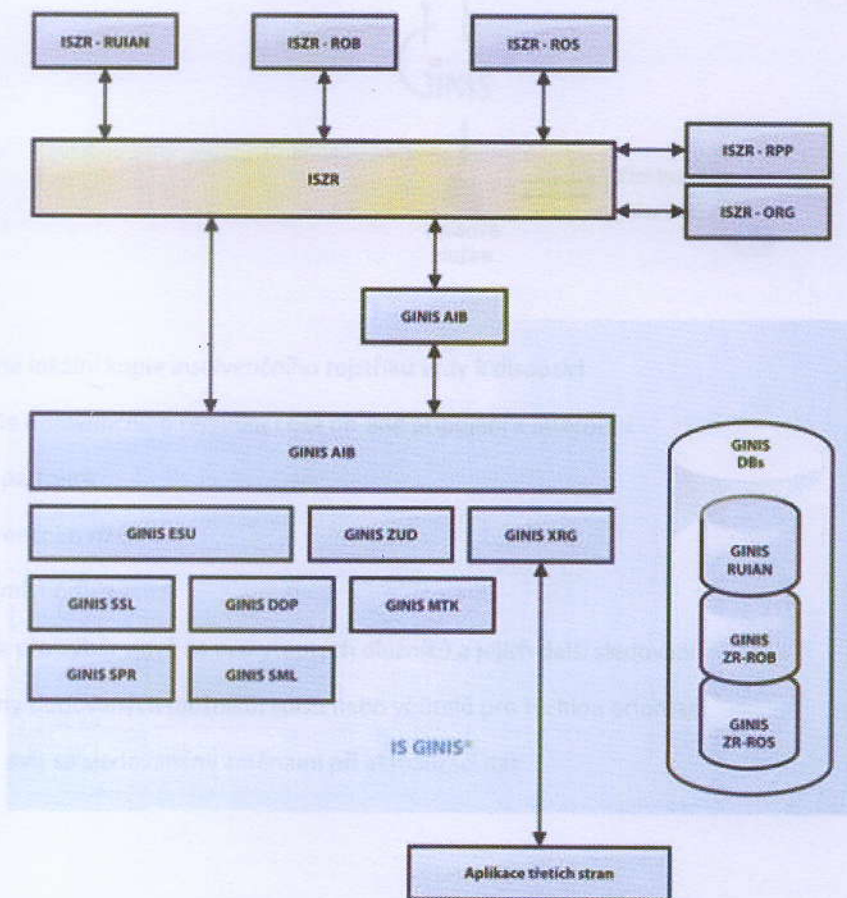 ISZR - RUIAN
ISZR - ROB
ISZR - ROS
ISZR
ISZR - RPP
ISZR - ORG
GINIS AIB
GINIS AIB
GINIS
DBs
GINIS ESU
GINIS ZUD
GINIS XRG
GINIS
RUIAN
GINIS SSL
GINIS DDP
GINIS MTK
GINIS
ZR-ROB
GINIS SPR
GINIS SML
GINIS
ZR-ROS
IS GINIS®
Aplikace třetích stran